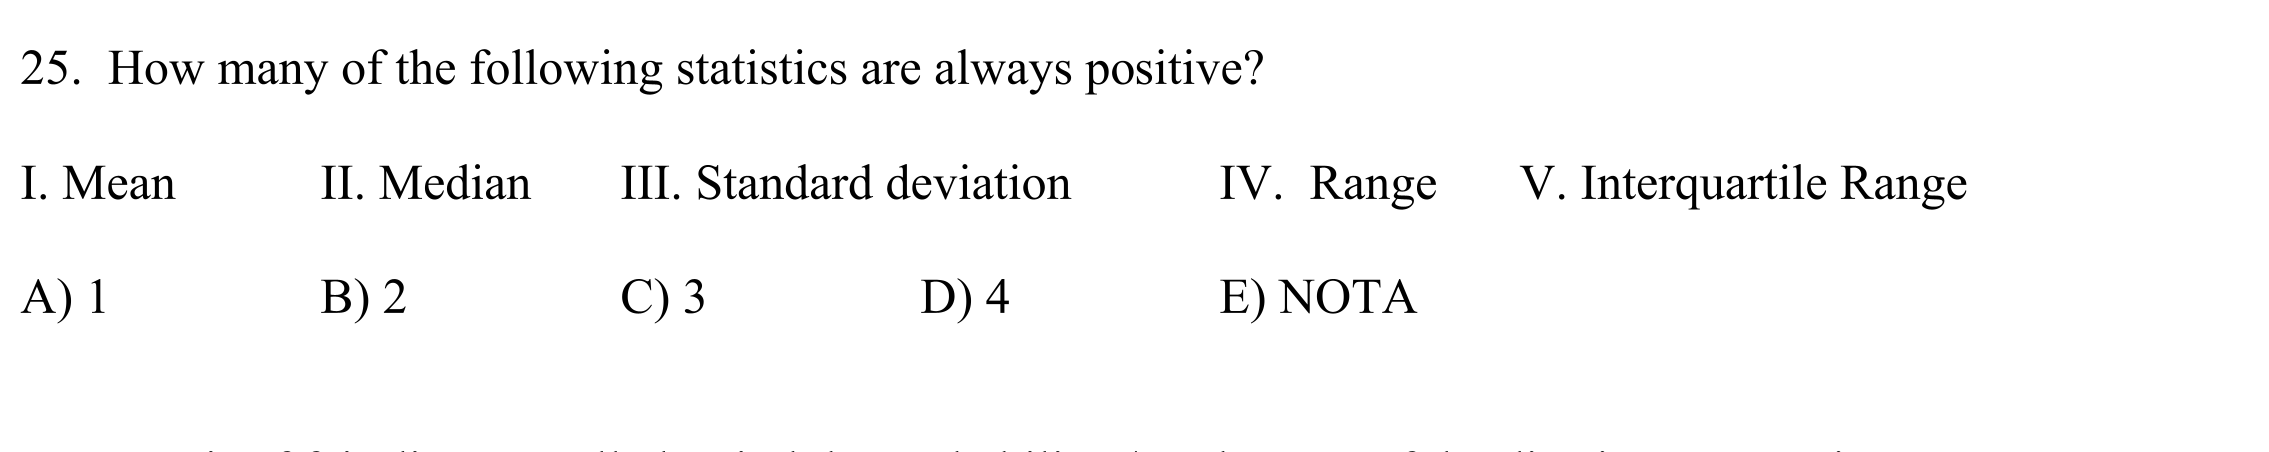 25. How many of the following statistics are always positive?
I. Mean II. Median III. Standard deviation IV. Range V. Interquartile Range
A) 1 B) 2 C) 3 D) 4 E) NOTA